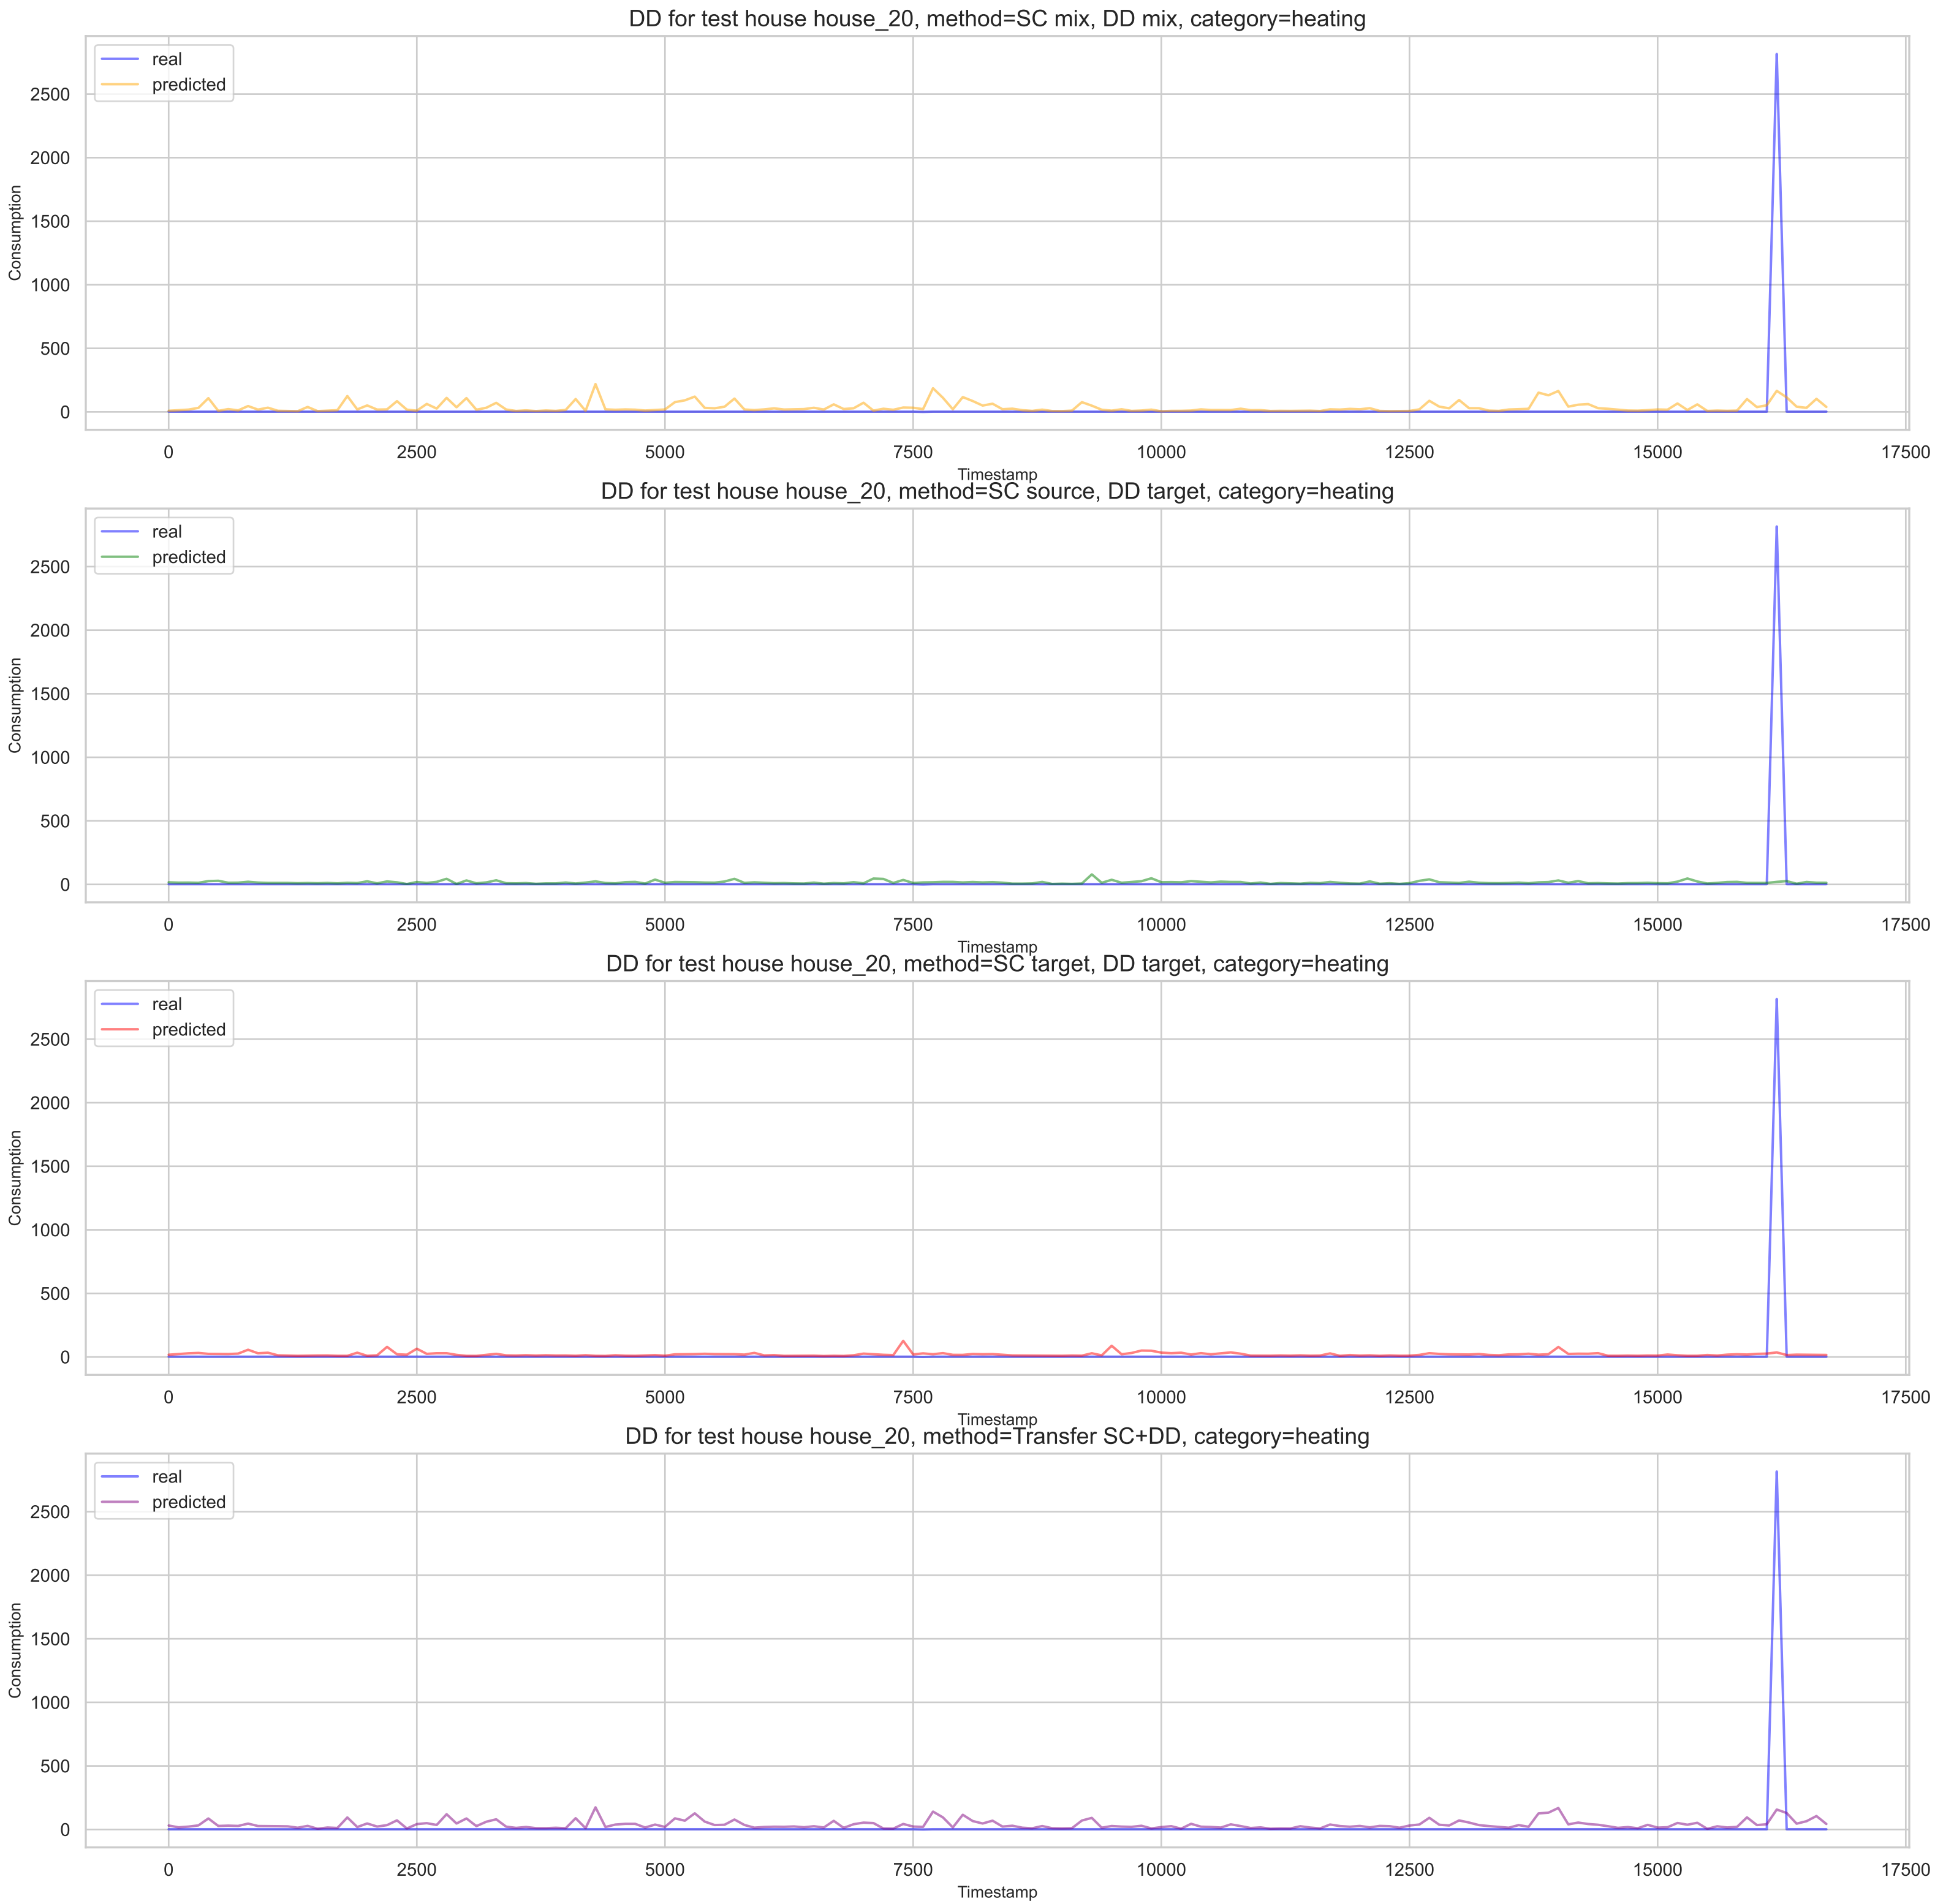 DD for test house house_20, method=SC mix, DD mix, category=heating
real
predicted
2500
2000
1500
1000
500
0
Consumption
0 2500 5000 7500 10000 12500 15000 17500
Timestamp
DD for test house house_20, method=SC source, DD target, category=heating
real
predicted
2500
2000
1500
1000
500
0
Consumption
0 2500 5000 7500 10000 12500 15000 17500
Timestamp
DD for test house house_20, method=SC target, DD target, category=heating
real
predicted
2500
2000
1500
1000
500
0
Consumption
0 2500 5000 7500 10000 12500 15000 17500
Timestamp
DD for test house house_20, method=Transfer SC+DD, category=heating
real
predicted
2500
2000
1500
1000
500
0
Consumption
0 2500 5000 7500 10000 12500 15000 17500
Timestamp